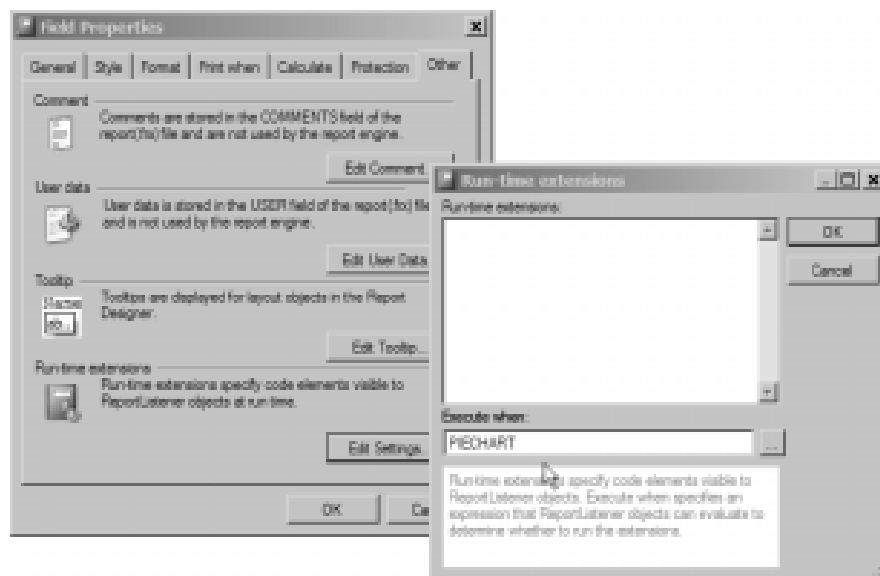 Field Properties
General Style Format Print when Calculate Protection Other
Comment
Comments are stored in the COMMENTS field of the
report(.frx) file and are not used by the report engine.
Edit Comment
User data
User data is stored in the USER field of the report(.frx) file
and is not used by the report engine.
Edit User Data
Tooltip
Tooltips are displayed for layout objects in the Report
Designer.
Edit Tooltip...
Run-time extensions
Run-time extensions specify code elements visible to
ReportListener objects at run time.
Edit Settings
OK Ca
Run-time extensions
Run-time extensions:
OK
Cancel
Execute when:
PIECHART
...
Run-time extensions specify code elements visible to
ReportListener objects. Execute when specifies an
expression that ReportListener objects can evaluate to
determine whether to run the extensions.